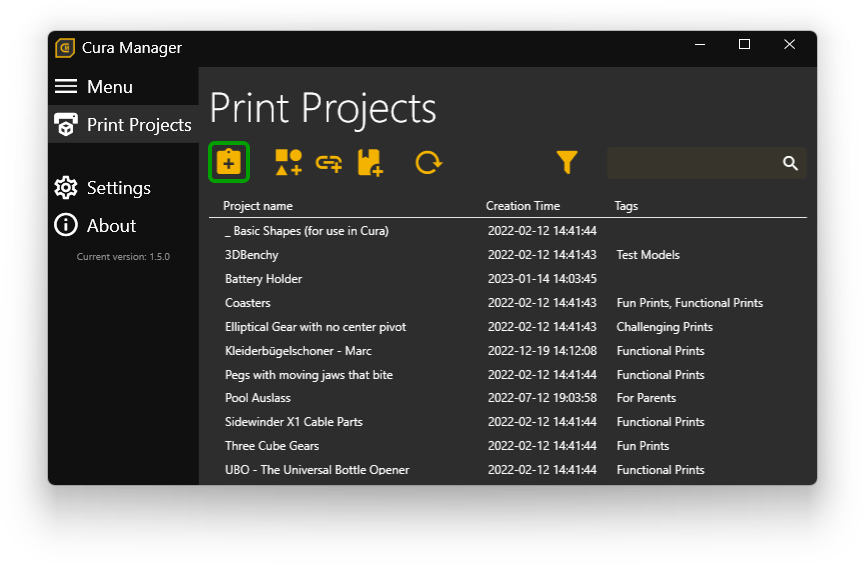 Cura Manager
Menu
Print Projects
Settings
About
Current version: 1.5.0
Print Projects
Project name Creation Time Tags
_ Basic Shapes (for use in Cura) 2022-02-12 14:41:44
3DBenchy 2022-02-12 14:41:43 Test Models
Battery Holder 2023-01-14 14:03:45
Coasters 2022-02-12 14:41:43 Fun Prints, Functional Prints
Elliptical Gear with no center pivot 2022-02-12 14:41:43 Challenging Prints
Kleiderbügelschoner - Marc 2022-12-19 14:12:08 Functional Prints
Pegs with moving jaws that bite 2022-02-12 14:41:44 Functional Prints
Pool Auslass 2022-07-12 19:03:58 For Parents
Sidewinder X1 Cable Parts 2022-02-12 14:41:44 Functional Prints
Three Cube Gears 2022-02-12 14:41:44 Fun Prints
UBO - The Universal Bottle Opener 2022-02-12 14:41:44 Functional Prints